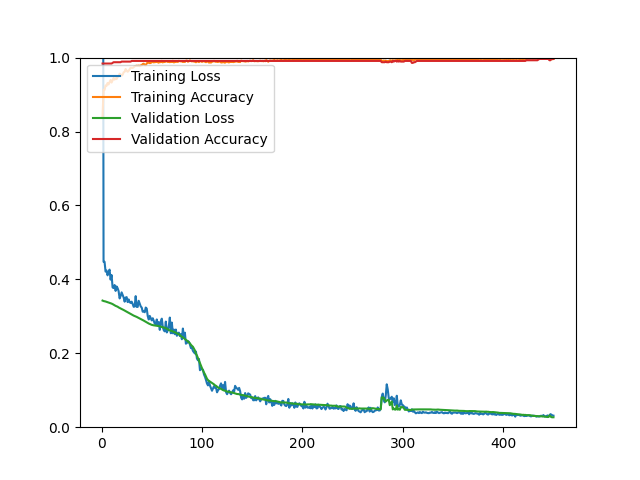 1.0
0.8
0.6
0.4
0.2
0.0
Training Loss
Training Accuracy
Validation Loss
Validation Accuracy
0 100 200 300 400